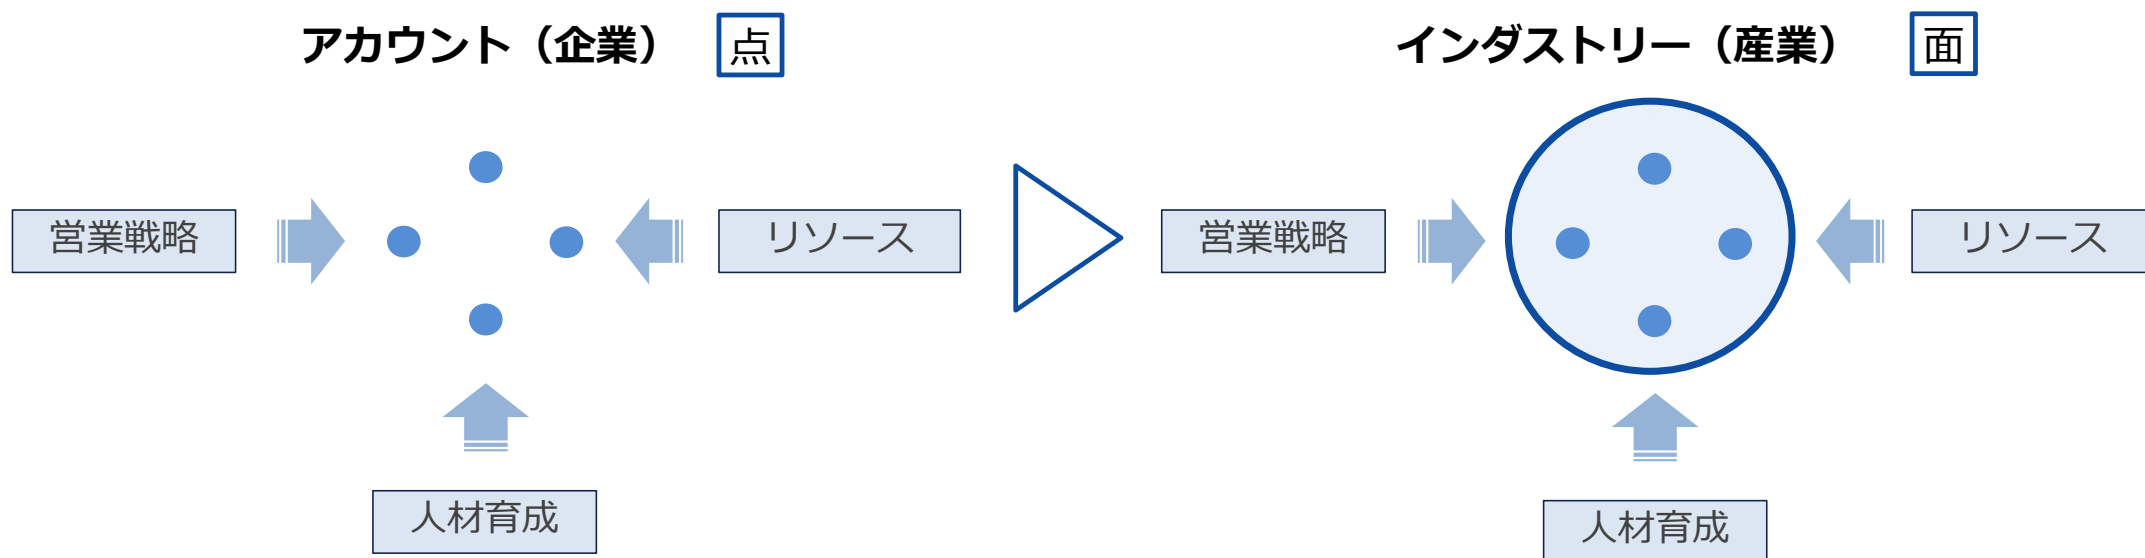 アカウント（企業） 点
営業戦略
リソース
人材育成
インダストリー（産業） 面
営業戦略
リソース
人材育成